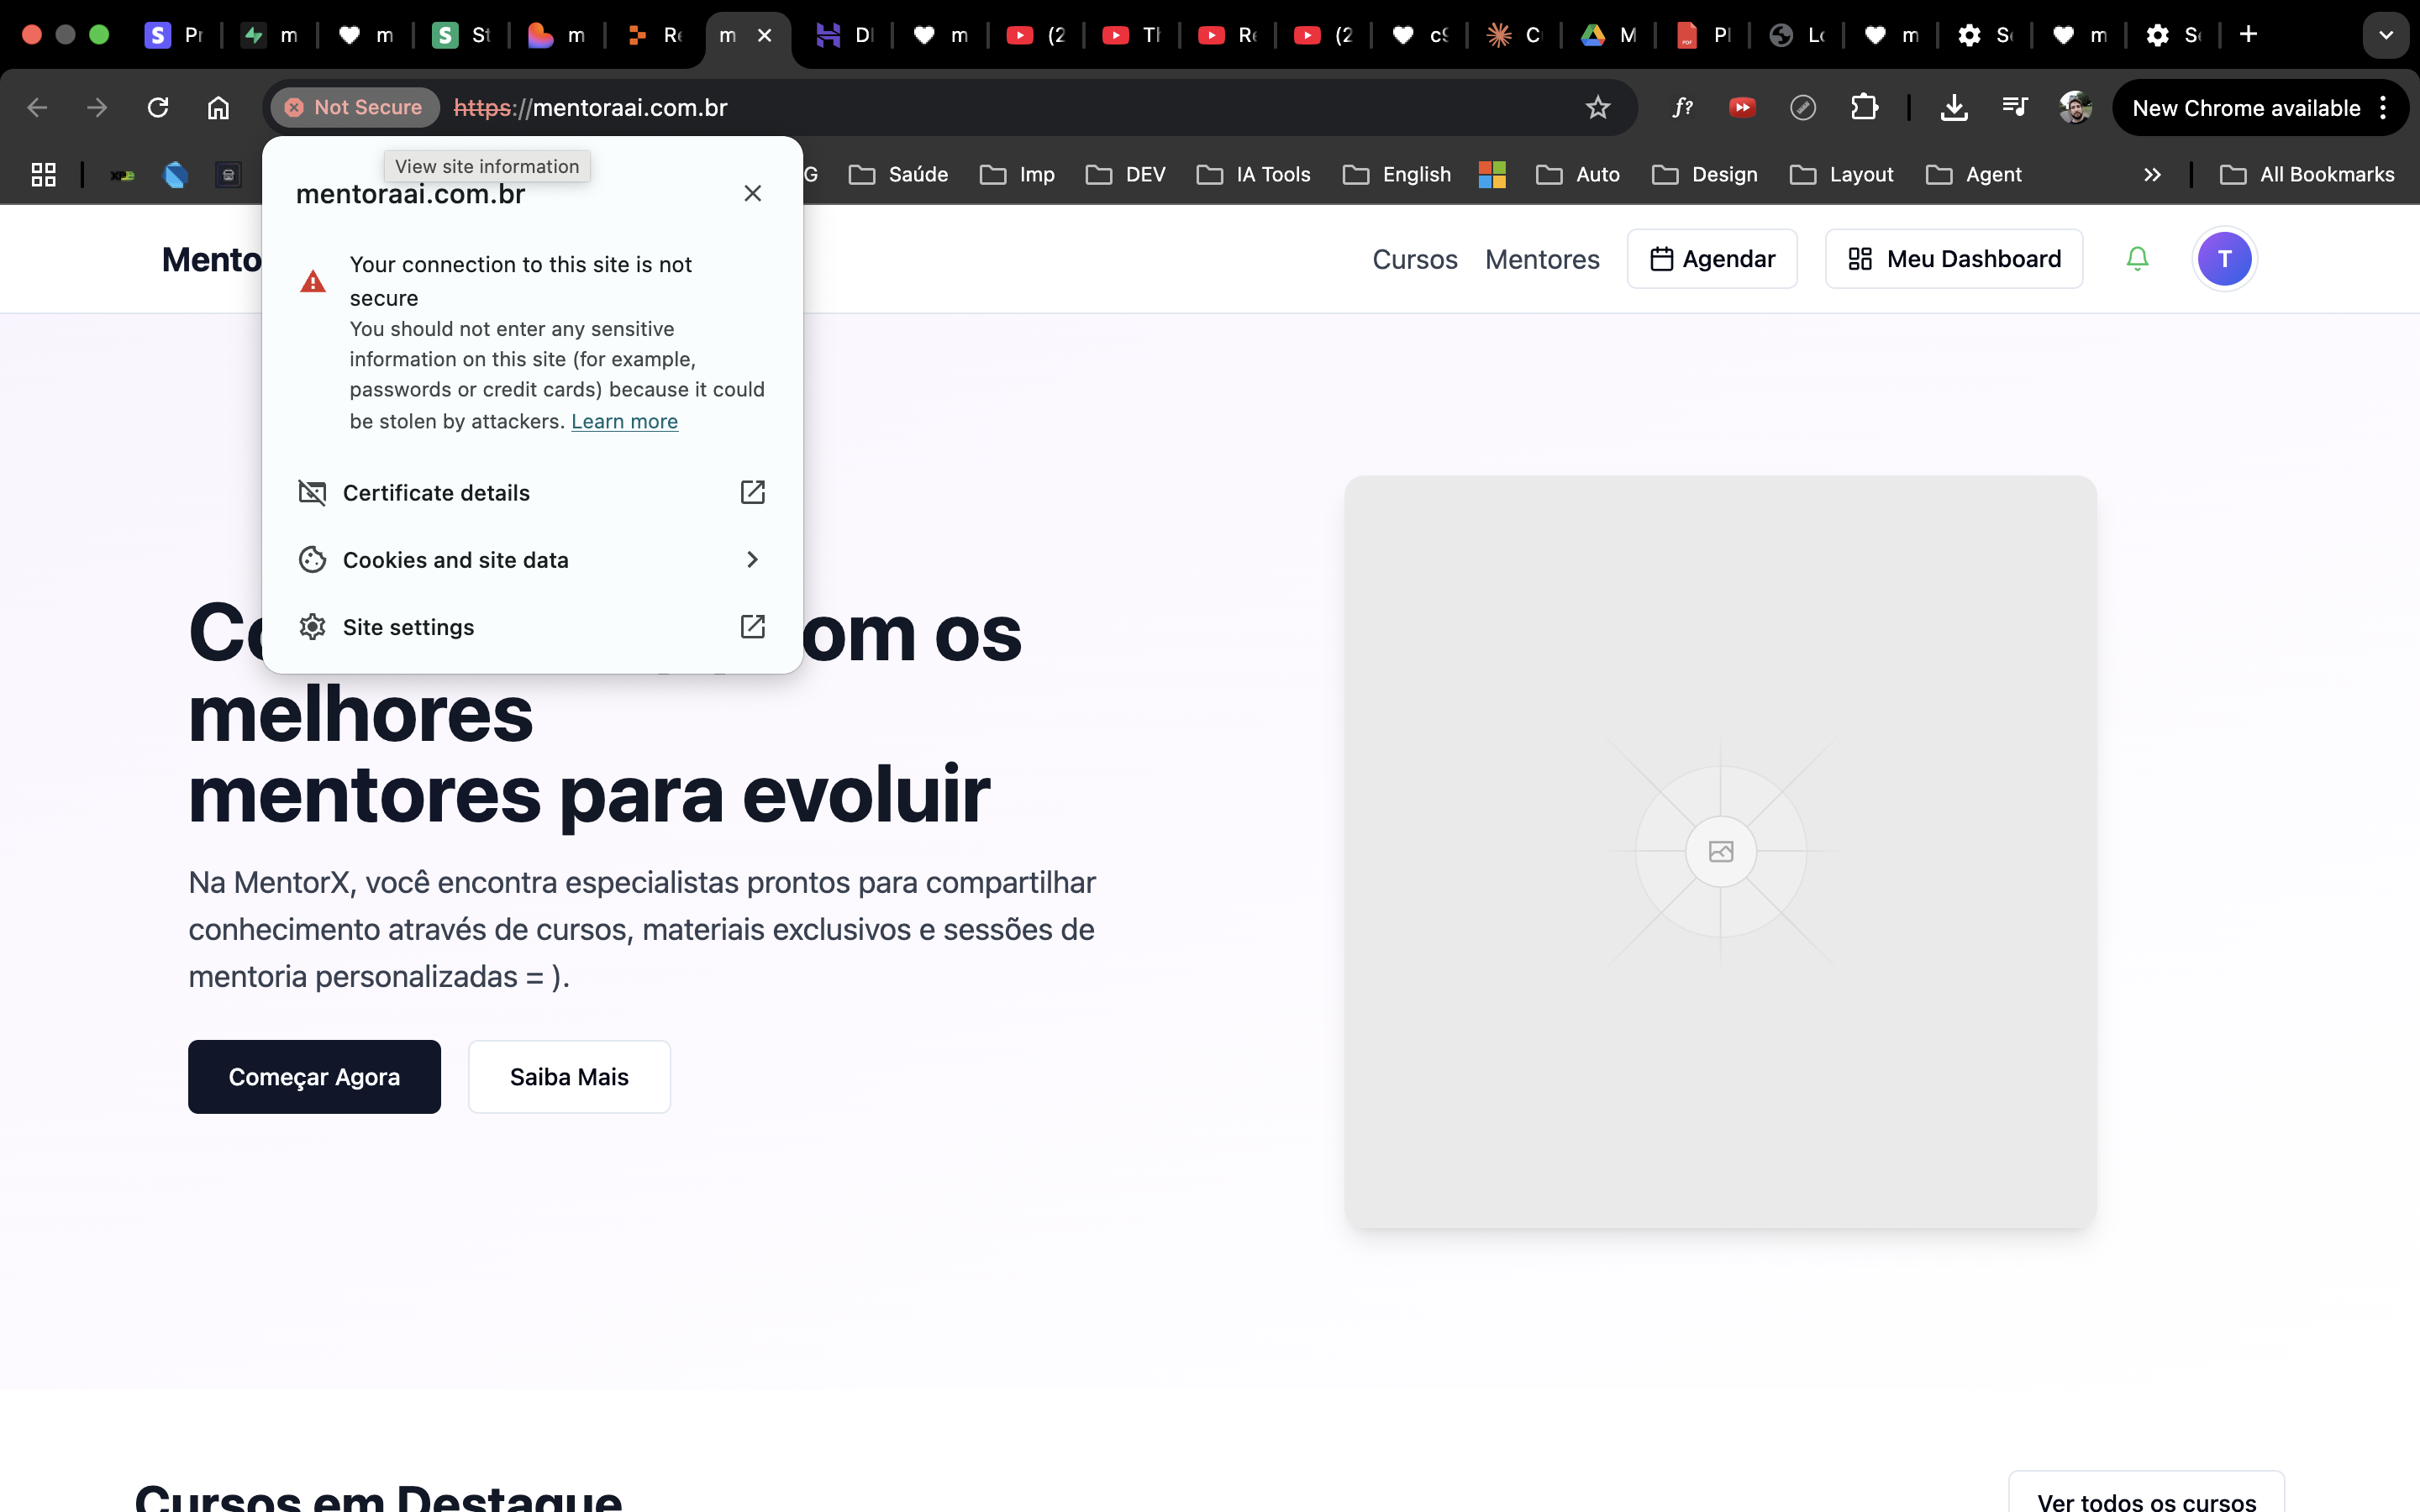 Pr
m
m
St
m
Re
m
Dl
m
(2
Th
Re
(2
c9
C
M
Pl
Lo
m
S
m
S
Not Secure
https://mentoraai.com.br
New Chrome available
View site information
G
Saúde
Imp
DEV
IA Tools
English
Auto
Design
Layout
Agent
All Bookmarks
mentoraai.com.br
Your connection to this site is not
secure
You should not enter any sensitive
information on this site (for example,
passwords or credit cards) because it could
be stolen by attackers. Learn more
Certificate details
Cookies and site data
Site settings
Mento
Cursos
Mentores
Agendar
Meu Dashboard
T
om os
melhores
mentores para evoluir
Na MentorX, você encontra especialistas prontos para compartilhar
conhecimento através de cursos, materiais exclusivos e sessões de
mentoria personalizadas = ).
Começar Agora
Saiba Mais
Cursos em Destaque
Ver todos os cursos